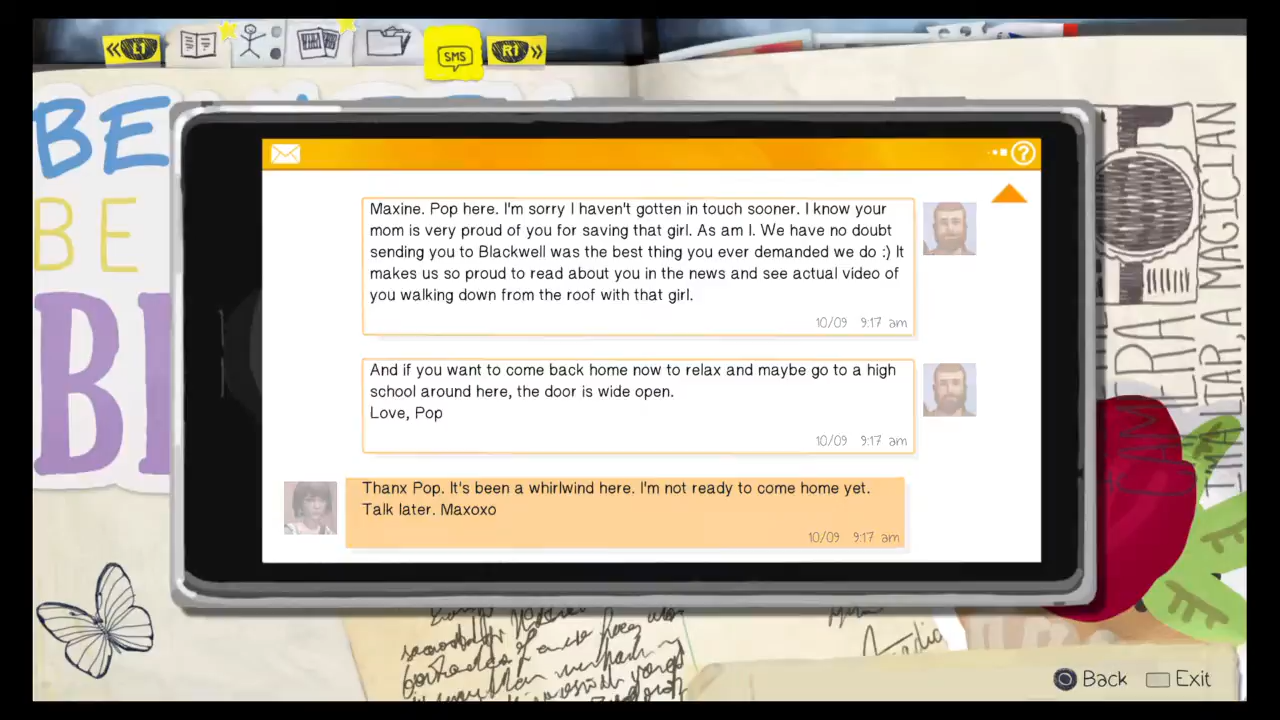 L1
SMS
R1
BE
BE
Maxine. Pop here. I'm sorry I haven't gotten in touch sooner. I know your
mom is very proud of you for saving that girl. As am I. We have no doubt
sending you to Blackwell was the best thing you ever demanded we do :) It
makes us so proud to read about you in the news and see actual video of
you walking down from the roof with that girl.
10/09 9:17 am
And if you want to come back home now to relax and maybe go to a high
school around here, the door is wide open.
Love, Pop
10/09 9:17 am
Thanx Pop. It's been a whirlwind here. I'm not ready to come home yet.
Talk later. Maxoxo
10/09 9:17 am
CAMERA
LIAR, A MAGICIAN
Back
Exit